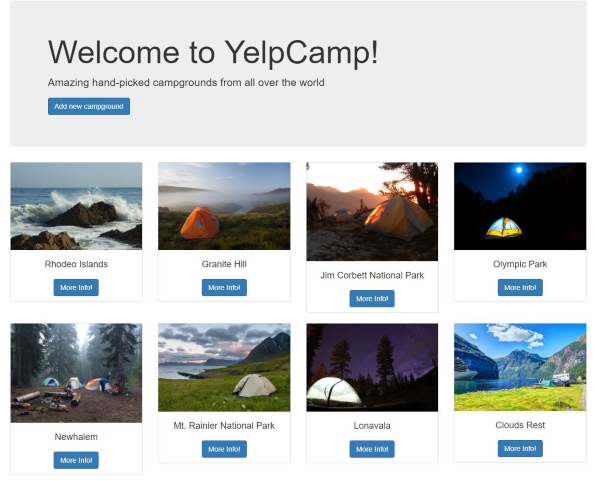 Welcome to YelpCamp!
Amazing hand-picked campgrounds from all over the world
Add new campground
Rhodeo Islands
More Info!
Granite Hill
More Info!
Jim Corbett National Park
More Info!
Olympic Park
More Info!
Newhalem
More Info!
Mt. Rainier National Park
More Info!
Lonavala
More Info!
Clouds Rest
More Info!